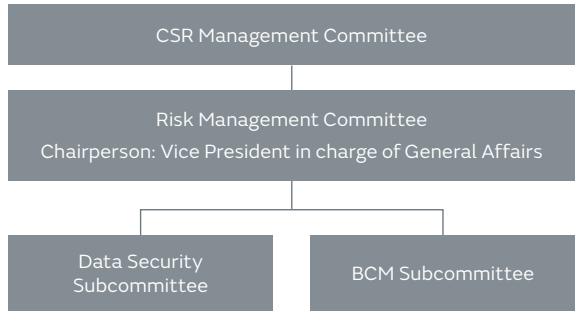 CSR Management Committee
Risk Management Committee
Chairperson: Vice President in charge of General Affairs
Data Security
Subcommittee
BCM Subcommittee